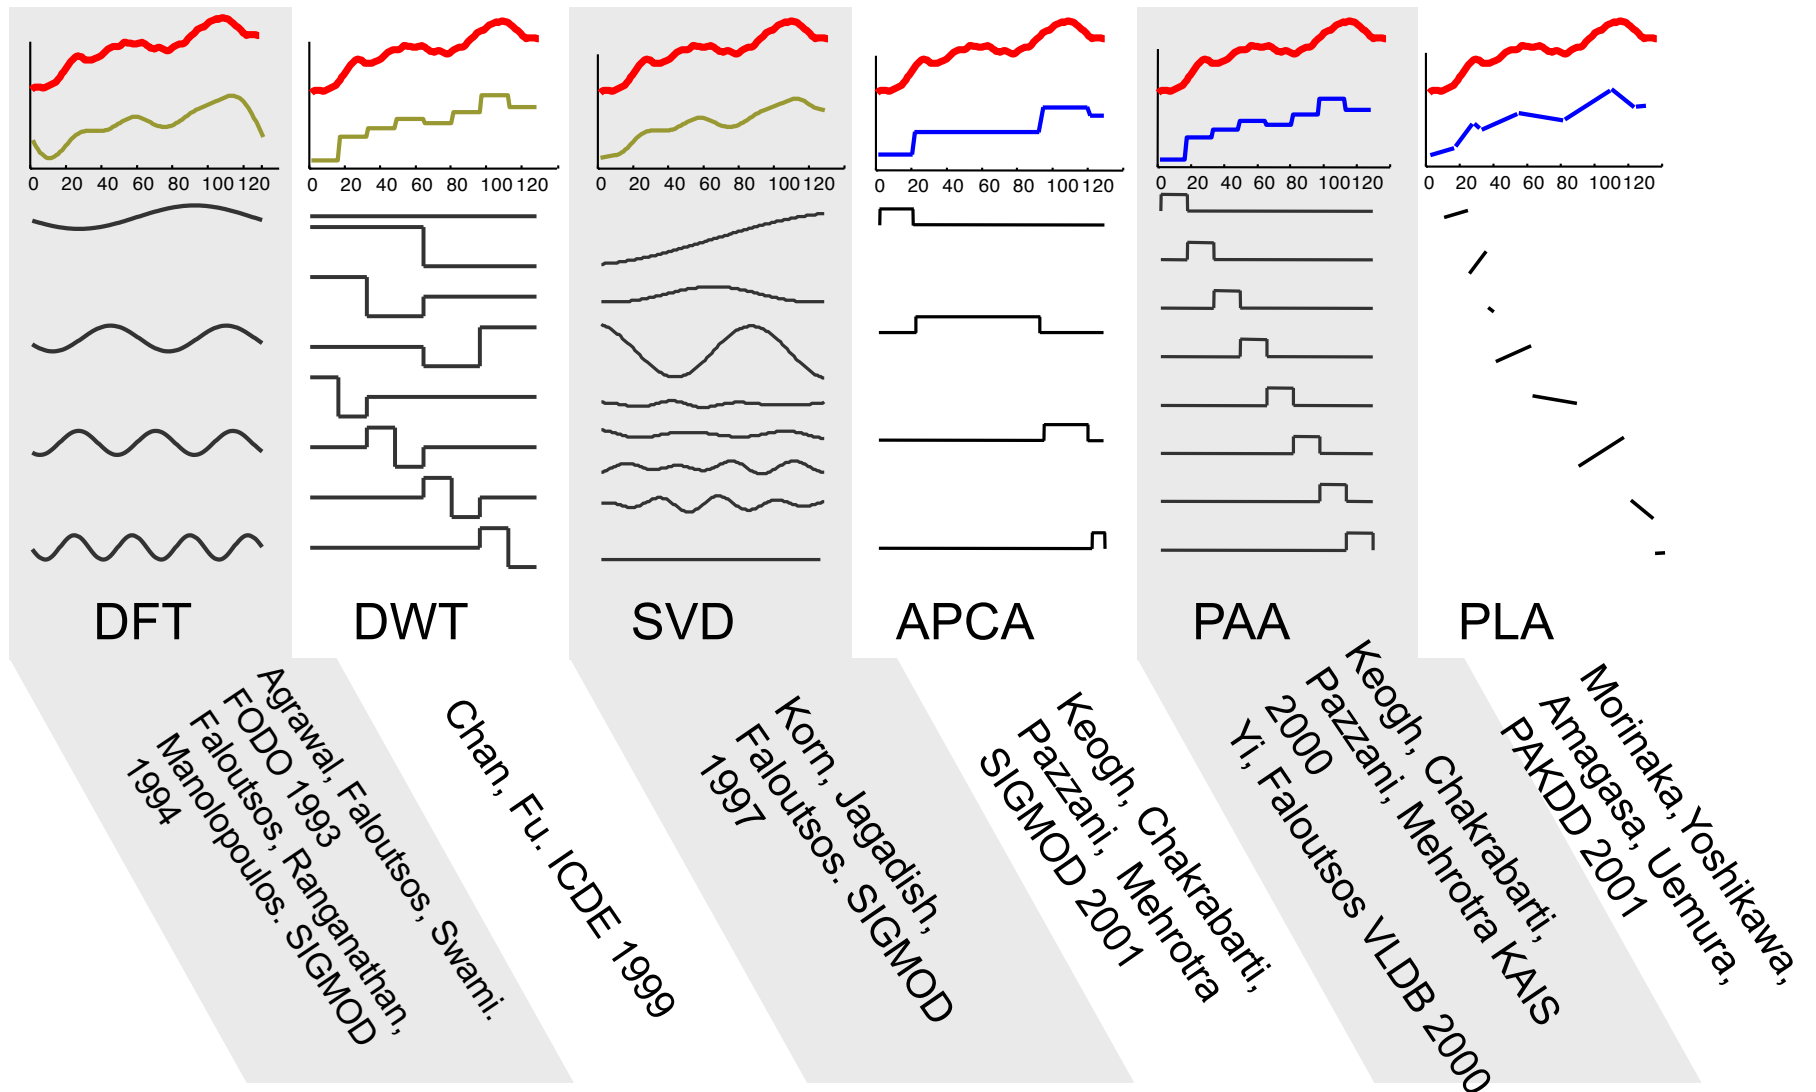 0 20 40 60 80 100 120
0 20 40 60 80 100 120
0 20 40 60 80 100 120
0 20 40 60 80 100 120
0 20 40 60 80 100 120
0 20 40 60 80 100 120
DFT
DWT
SVD
APCA
PAA
PLA
Agrawal, Faloutsos, Swami.
FODO 1993
Faloutsos, Ranganathan,
Manolopoulos. SIGMOD
1994
Chan, Fu. ICDE 1999
Korn, Jagadish,
Faloutsos. SIGMOD
1997
Keogh, Chakrabarti,
Pazzani, Mehrotra
SIGMOD 2001
Keogh, Chakrabarti,
Pazzani, Mehrotra KAIS
2000
Yi, Faloutsos VLDB 2000
Morinaka, Yoshikawa,
Amagasa, Uemura,
PAKDD 2001